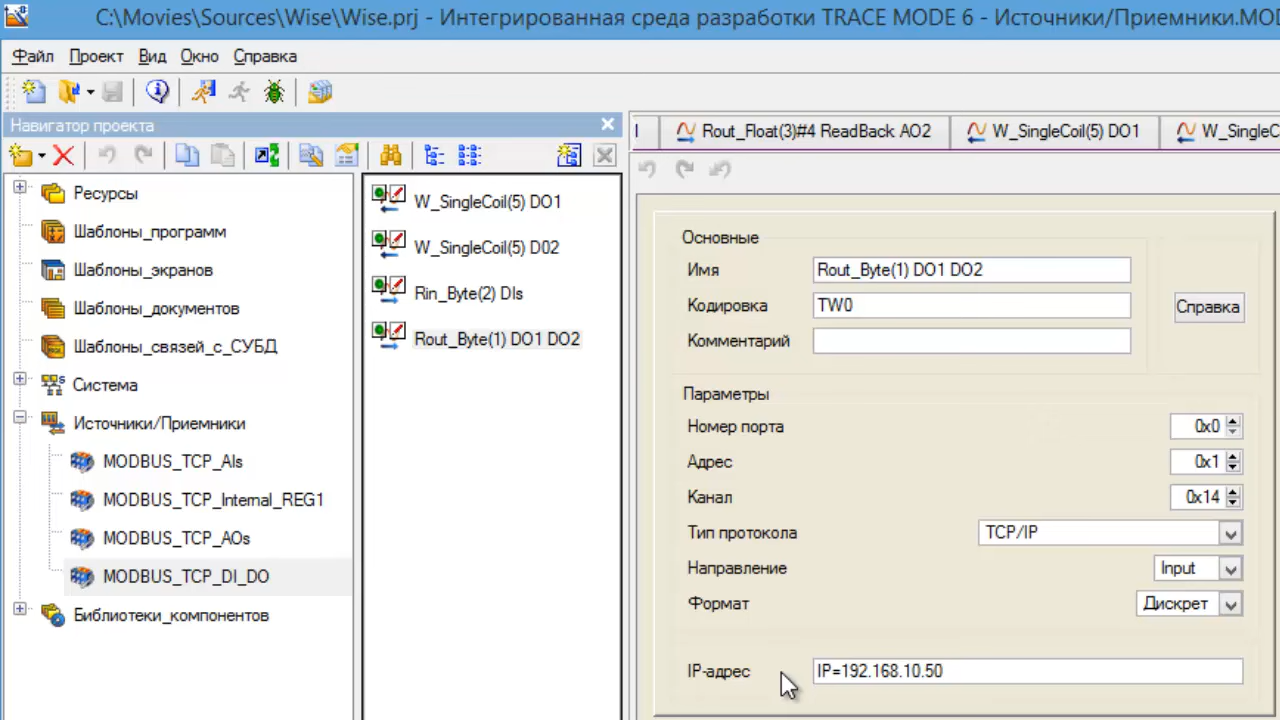 C:\Movies\Sources\Wise\Wise.prj - Интегрированная среда разработки TRACE MODE 6 - Источники/Приемники.MOD
Файл Проект Вид Окно Справка
Навигатор проекта
Rout_Float(3)#4 ReadBack AO2
W_SingleCoil(5) DO1
W_SingleC
Ресурсы
Шаблоны_программ
Шаблоны_экранов
Шаблоны_документов
Шаблоны_связей_с_СУБД
Система
Источники/Приемники
MODBUS_TCP_AIs
MODBUS_TCP_Internal_REG1
MODBUS_TCP_AOs
MODBUS_TCP_DI_DO
Библиотеки_компонентов
W_SingleCoil(5) DO1
W_SingleCoil(5) D02
Rin_Byte(2) DIs
Rout_Byte(1) DO1 DO2
Основные
Имя Rout_Byte(1) DO1 DO2
Кодировка TW0
Комментарий
Справка
Параметры
Номер порта 0x0
Адрес 0x1
Канал 0x14
Тип протокола TCP/IP
Направление Input
Формат Дискрет
IP-адрес IP=192.168.10.50